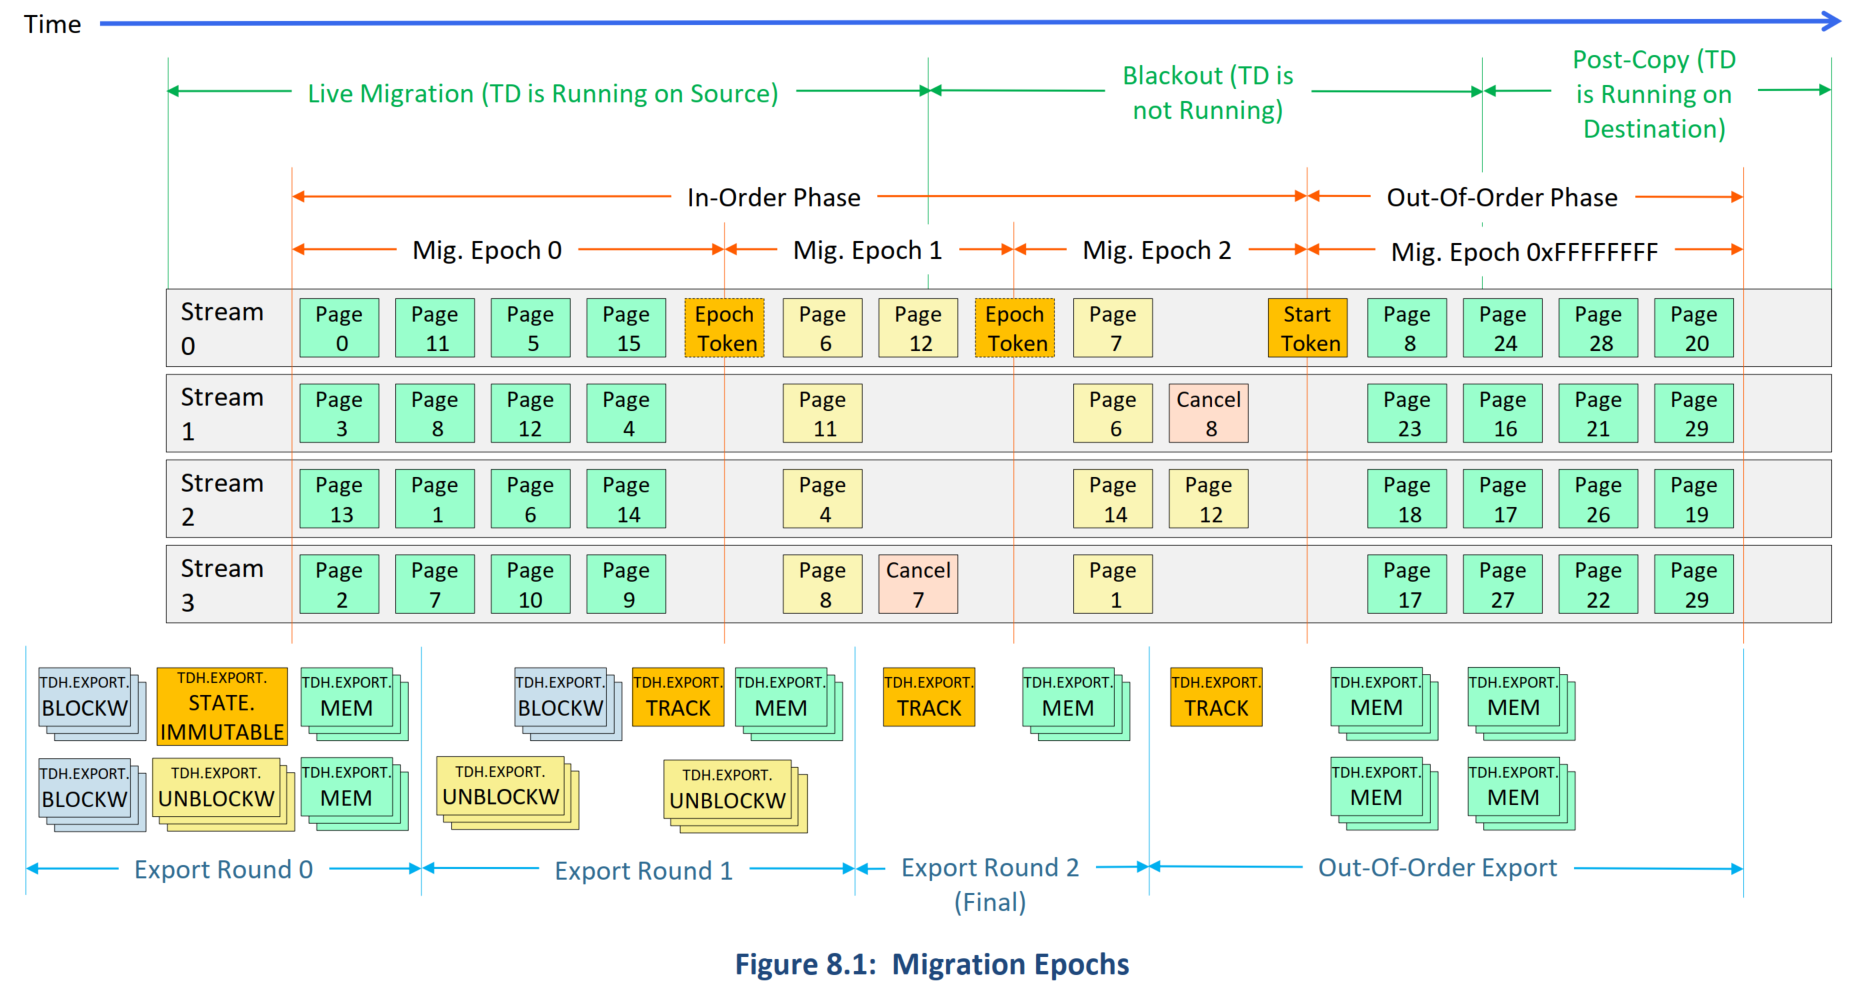 Time
Live Migration (TD is Running on Source)
Blackout (TD is
not Running)
Post-Copy (TD
is Running on
Destination)
In-Order Phase
Out-Of-Order Phase
Mig. Epoch 0
Mig. Epoch 1
Mig. Epoch 2
Mig. Epoch 0xFFFFFFFF
Stream
0
Page
0
Page
11
Page
5
Page
15
Epoch
Token
Page
6
Page
12
Epoch
Token
Page
7
Start
Token
Page
8
Page
24
Page
28
Page
20
Stream
1
Page
3
Page
8
Page
12
Page
4
Page
11
Page
6
Cancel
8
Page
23
Page
16
Page
21
Page
29
Stream
2
Page
13
Page
1
Page
6
Page
14
Page
4
Page
14
Page
12
Page
18
Page
17
Page
26
Page
19
Stream
3
Page
2
Page
7
Page
10
Page
9
Page
8
Cancel
7
Page
1
Page
17
Page
27
Page
22
Page
29
TDH.EXPORT.
BLOCKW
TDH.EXPORT.
STATE.
IMMUTABLE
TDH.EXPORT.
MEM
TDH.EXPORT.
BLOCKW
TDH.EXPORT.
TRACK
TDH.EXPORT.
MEM
TDH.EXPORT.
TRACK
TDH.EXPORT.
MEM
TDH.EXPORT.
TRACK
TDH.EXPORT.
MEM
TDH.EXPORT.
MEM
TDH.EXPORT.
BLOCKW
TDH.EXPORT.
UNBLOCKW
TDH.EXPORT.
MEM
TDH.EXPORT.
UNBLOCKW
TDH.EXPORT.
UNBLOCKW
TDH.EXPORT.
MEM
TDH.EXPORT.
MEM
Export Round 0
Export Round 1
Export Round 2
(Final)
Out-Of-Order Export
Figure 8.1: Migration Epochs